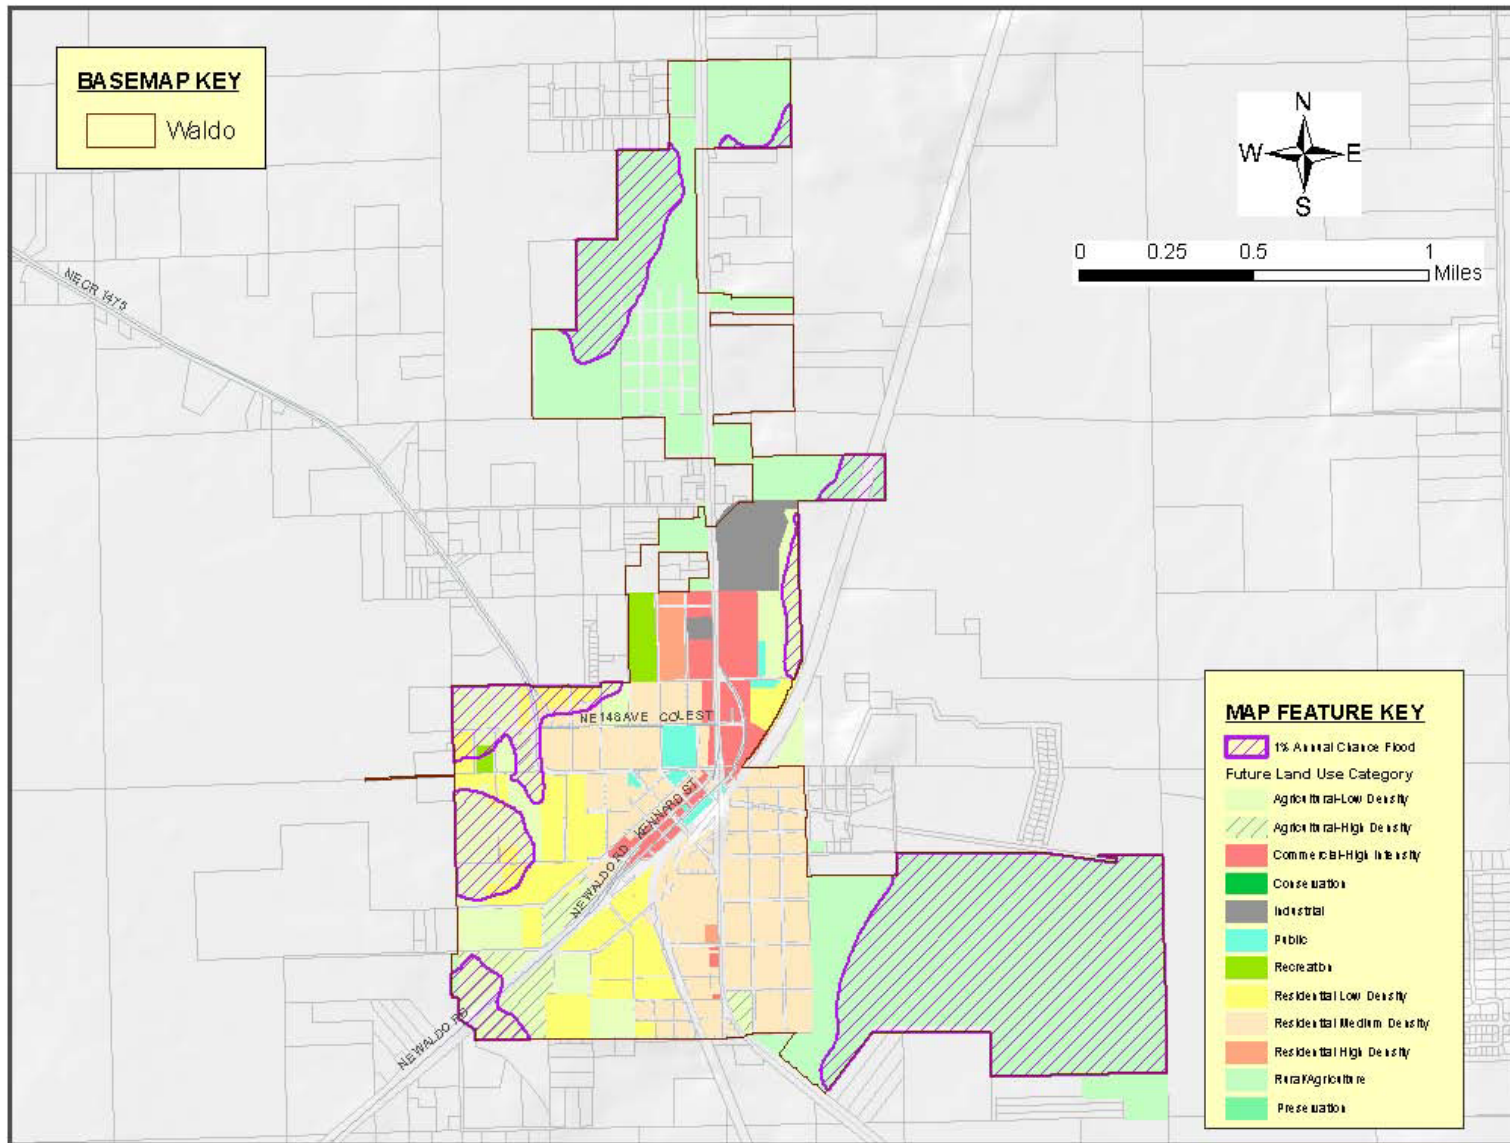 BASEMAP KEY
Waldo
N
W E
S
0 0.25 0.5 1
Miles
NE CR 1475
NE 148 AVE COLE ST
KENNARD ST
NE WALDO RD
NE WALDO RD
MAP FEATURE KEY
1% Annual Chance Flood
Future Land Use Category
Agricultural-Low Density
Agricultural-High Density
Commercial-High Intensity
Conservation
Industrial
Public
Recreation
Residential Low Density
Residential Medium Density
Residential High Density
Rural/Agriculture
Preservation